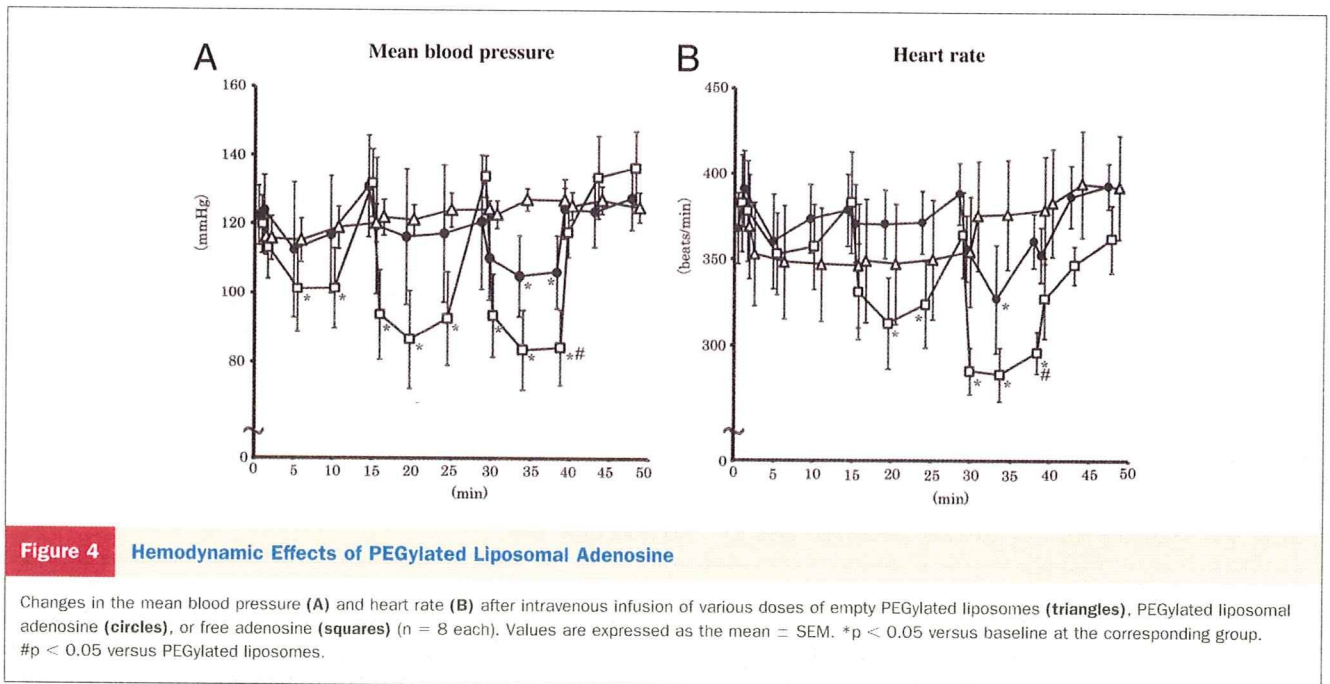 A
Mean blood pressure
160
140
120
100
80
0
(mmHg)
0 5 10 15 20 25 30 35 40 45 50
(min)
* * * * * * * * *#
B
Heart rate
450
400
350
300
0
(beats/min)
0 5 10 15 20 25 30 35 40 45 50
(min)
* * * * * *
#
Figure 4 Hemodynamic Effects of PEGylated Liposomal Adenosine
Changes in the mean blood pressure (A) and heart rate (B) after intravenous infusion of various doses of empty PEGylated liposomes (triangles), PEGylated liposomal
adenosine (circles), or free adenosine (squares) (n = 8 each). Values are expressed as the mean ± SEM. *p < 0.05 versus baseline at the corresponding group.
#p < 0.05 versus PEGylated liposomes.